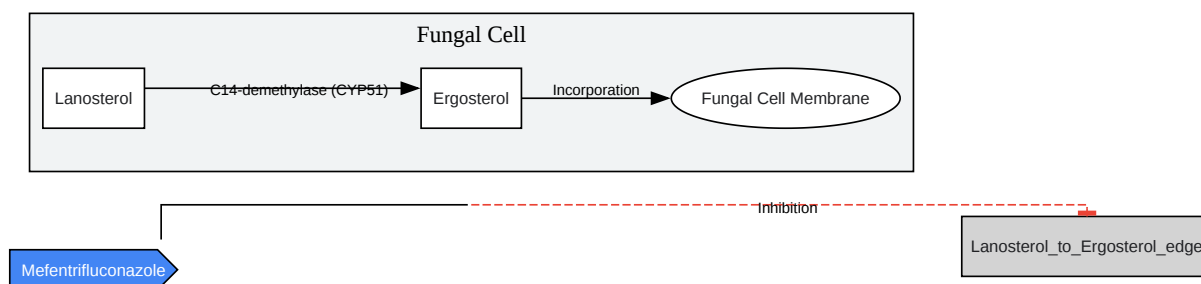 Fungal Cell
Lanosterol
C14-demethylase (CYP51)
Ergosterol
Incorporation
Fungal Cell Membrane
Inhibition
Lanosterol_to_Ergosterol_edge
Mefentrifluconazole